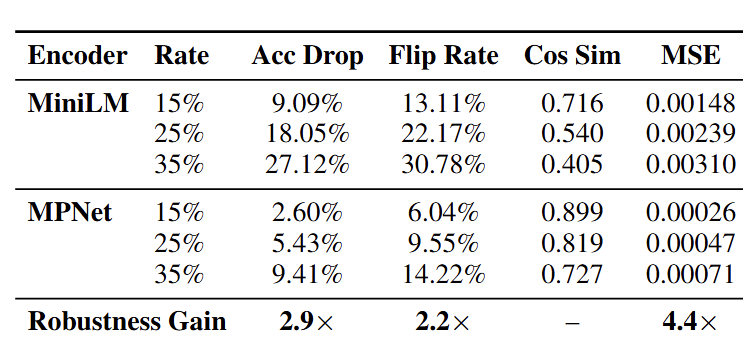 Encoder Rate Acc Drop Flip Rate Cos Sim MSE
MiniLM 15% 9.09% 13.11% 0.716 0.00148
25% 18.05% 22.17% 0.540 0.00239
35% 27.12% 30.78% 0.405 0.00310
MPNet 15% 2.60% 6.04% 0.899 0.00026
25% 5.43% 9.55% 0.819 0.00047
35% 9.41% 14.22% 0.727 0.00071
Robustness Gain 2.9× 2.2× – 4.4×